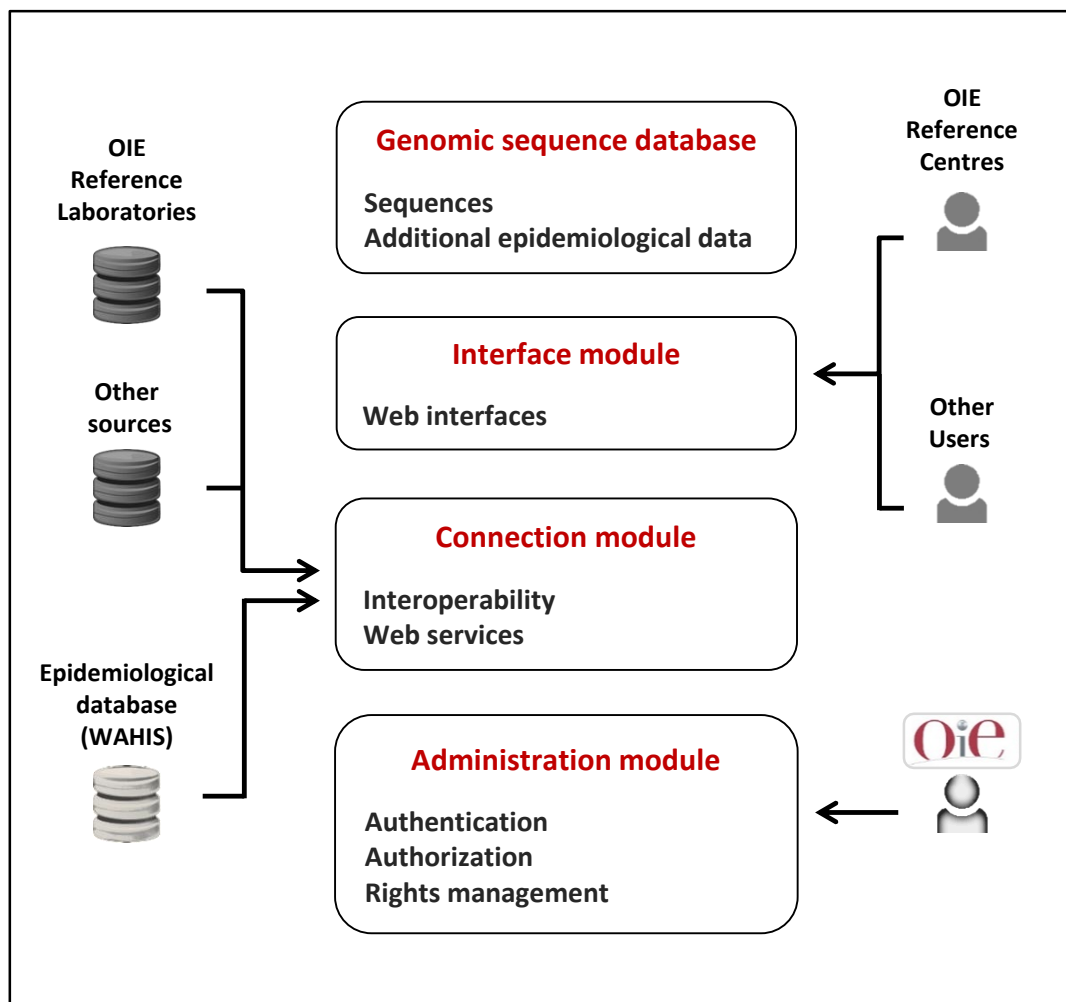 OIE
Reference
Laboratories
Other
sources
Epidemiological
database
(WAHIS)
Genomic sequence database
Sequences
Additional epidemiological data
Interface module
Web interfaces
Connection module
Interoperability
Web services
Administration module
Authentication
Authorization
Rights management
OIE
Reference
Centres
Other
Users
OiE